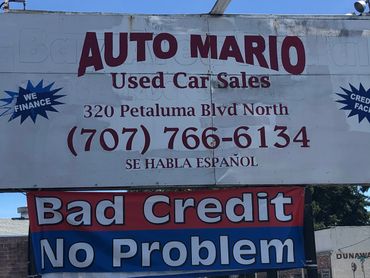 AUTO MARIO
Used Car Sales
WE
FINANCE
320 Petaluma Blvd North
(707) 766-6134
SE HABLA ESPAÑOL
Bad Credit
No Problem